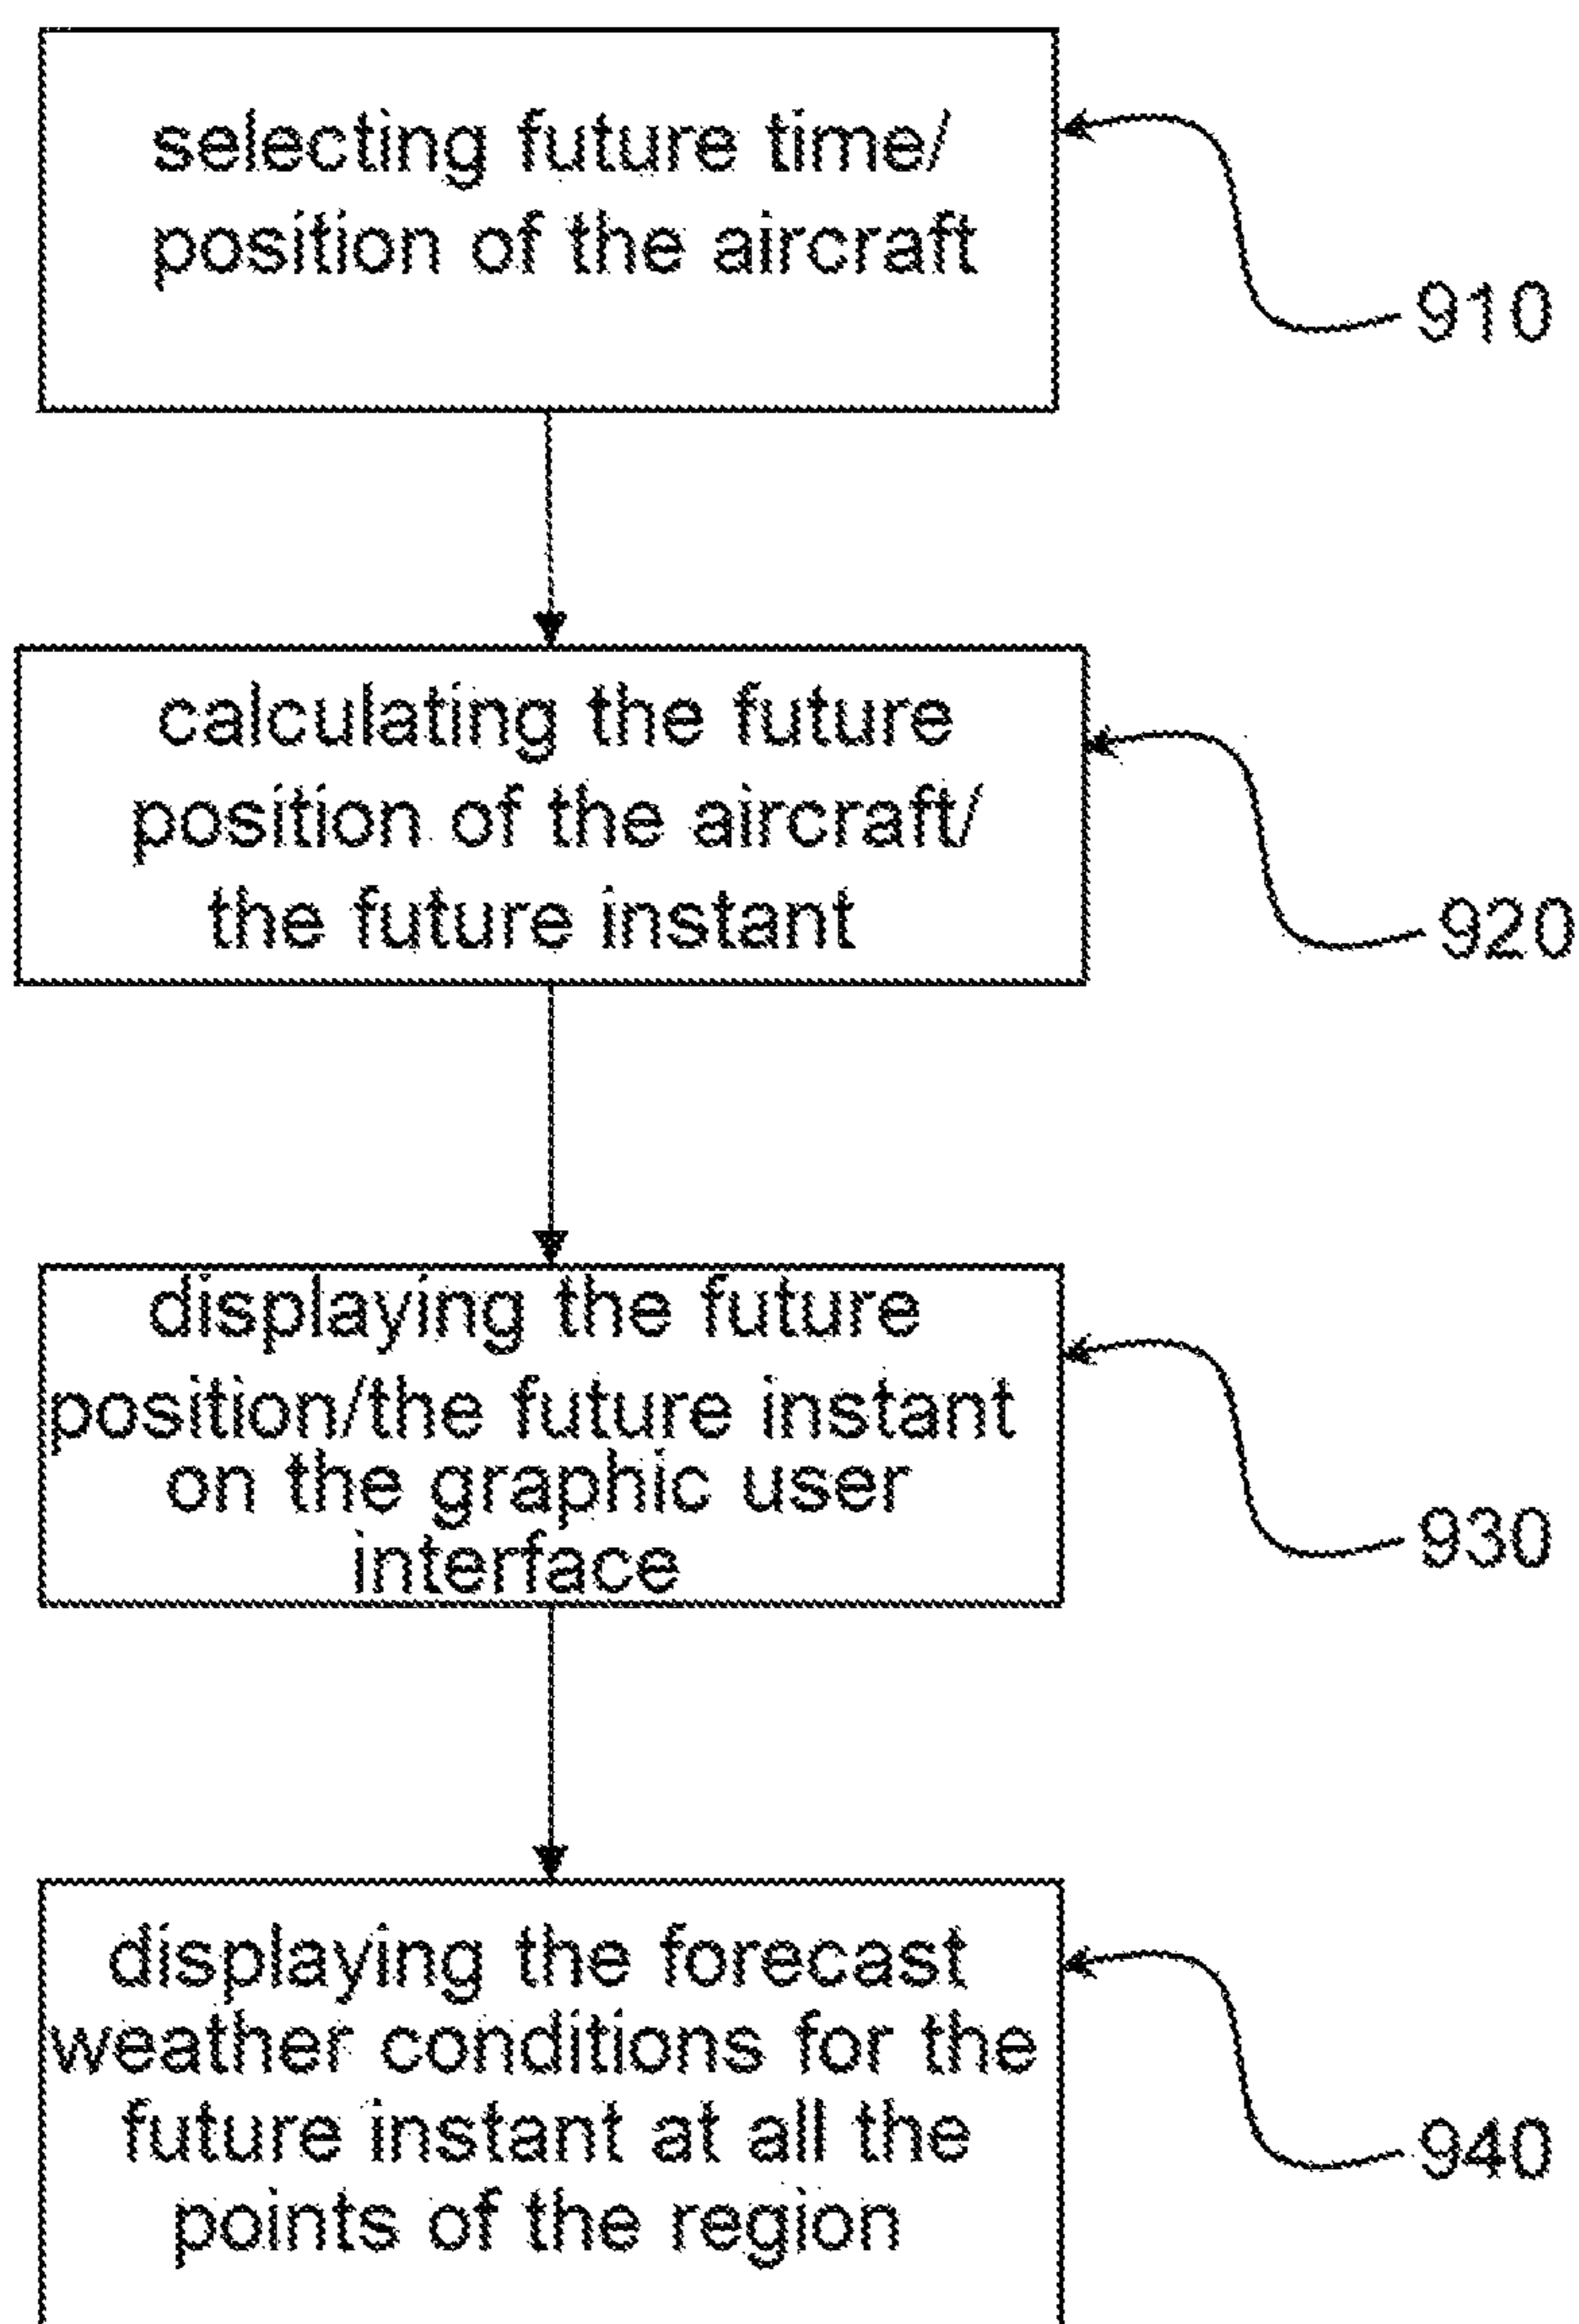 selecting future time/
position of the aircraft
910
calculating the future
position of the aircraft/
the future instant
920
displaying the future
position/the future instant
on the graphic user
interface
930
displaying the forecast
weather conditions for the
future instant at all the
points of the region
940